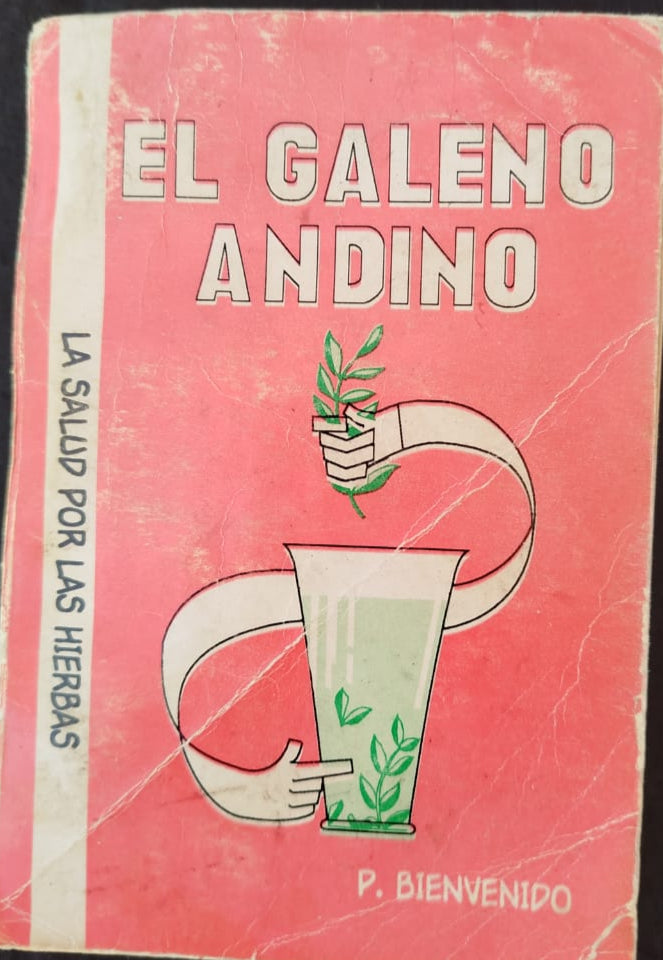 EL GALENO
ANDINO
LA SALUD POR LAS HIERBAS
P. BIENVENIDO